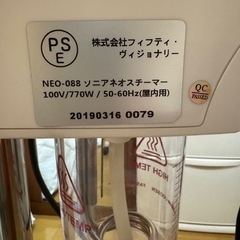 PS
E
株式会社フィフティ・
ヴィジョナリー
NEO-088 ソニアネオスチーマー
100V/770W / 50-60Hz(屋内用)
20190316 0079
QC
PASSED
HIGH TEM